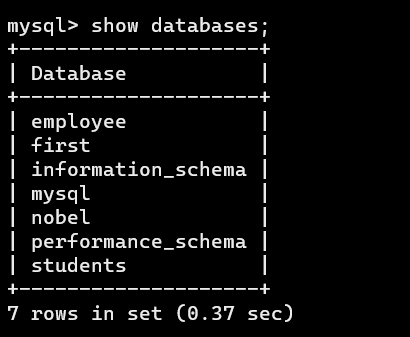 mysql> show databases;
+--------------------+
| Database           |
+--------------------+
| employee           |
| first              |
| information_schema |
| mysql              |
| nobel              |
| performance_schema |
| students           |
+--------------------+
7 rows in set (0.37 sec)